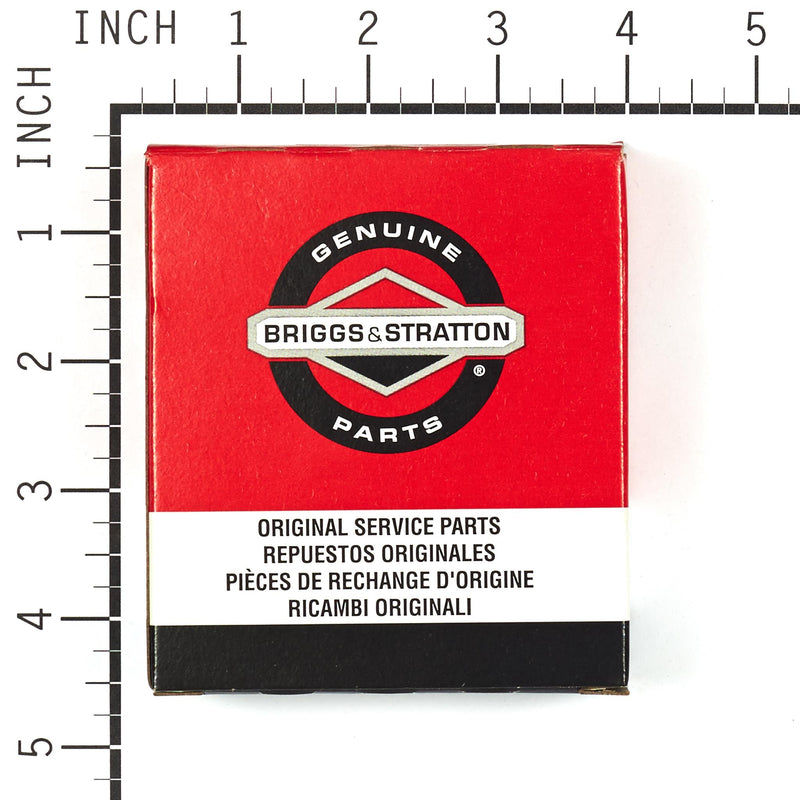 INCH 1 2 3 4 5
INCH
1
2
3
4
5
GENUINE
BRIGGS & STRATTON
®
PARTS
ORIGINAL SERVICE PARTS
REPUESTOS ORIGINALES
PIÈCES DE RECHANGE D'ORIGINE
RICAMBI ORIGINALI